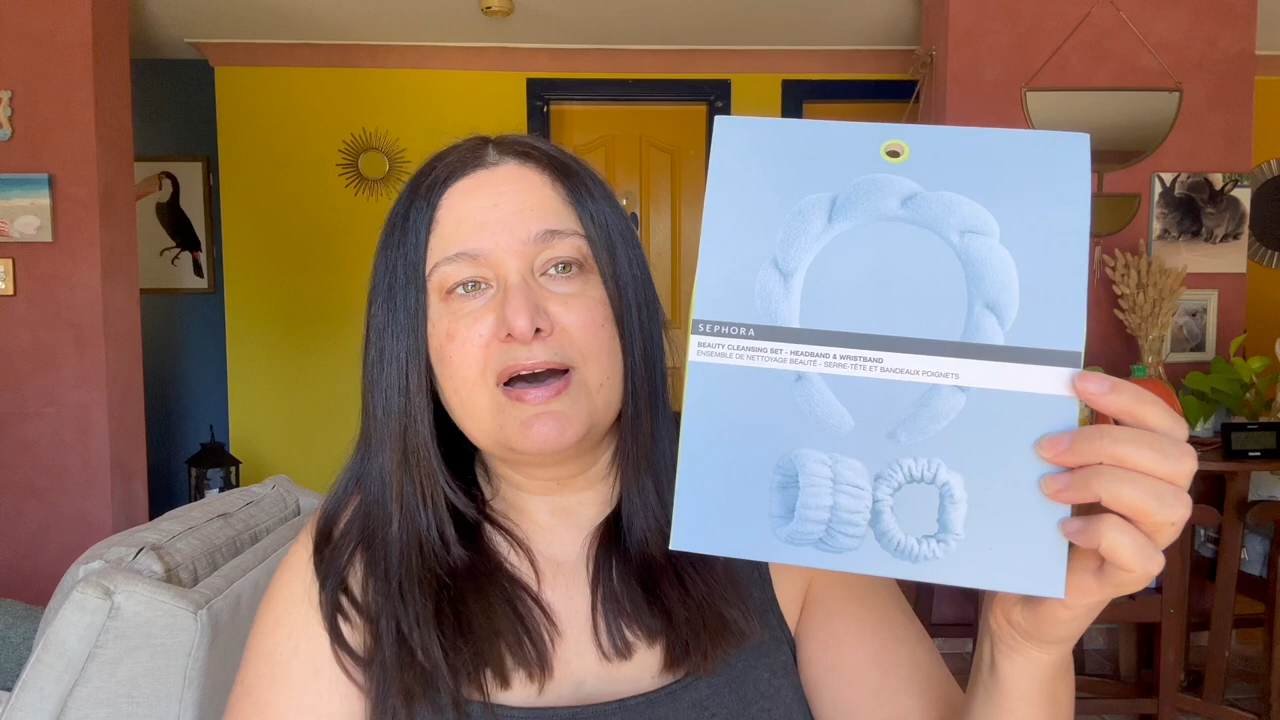 SEPHORA
BEAUTY CLEANSING SET - HEADBAND & WRISTBAND
ENSEMBLE DE NETTOYAGE BEAUTÉ - SERRE-TÊTE ET BANDEAUX POIGNETS